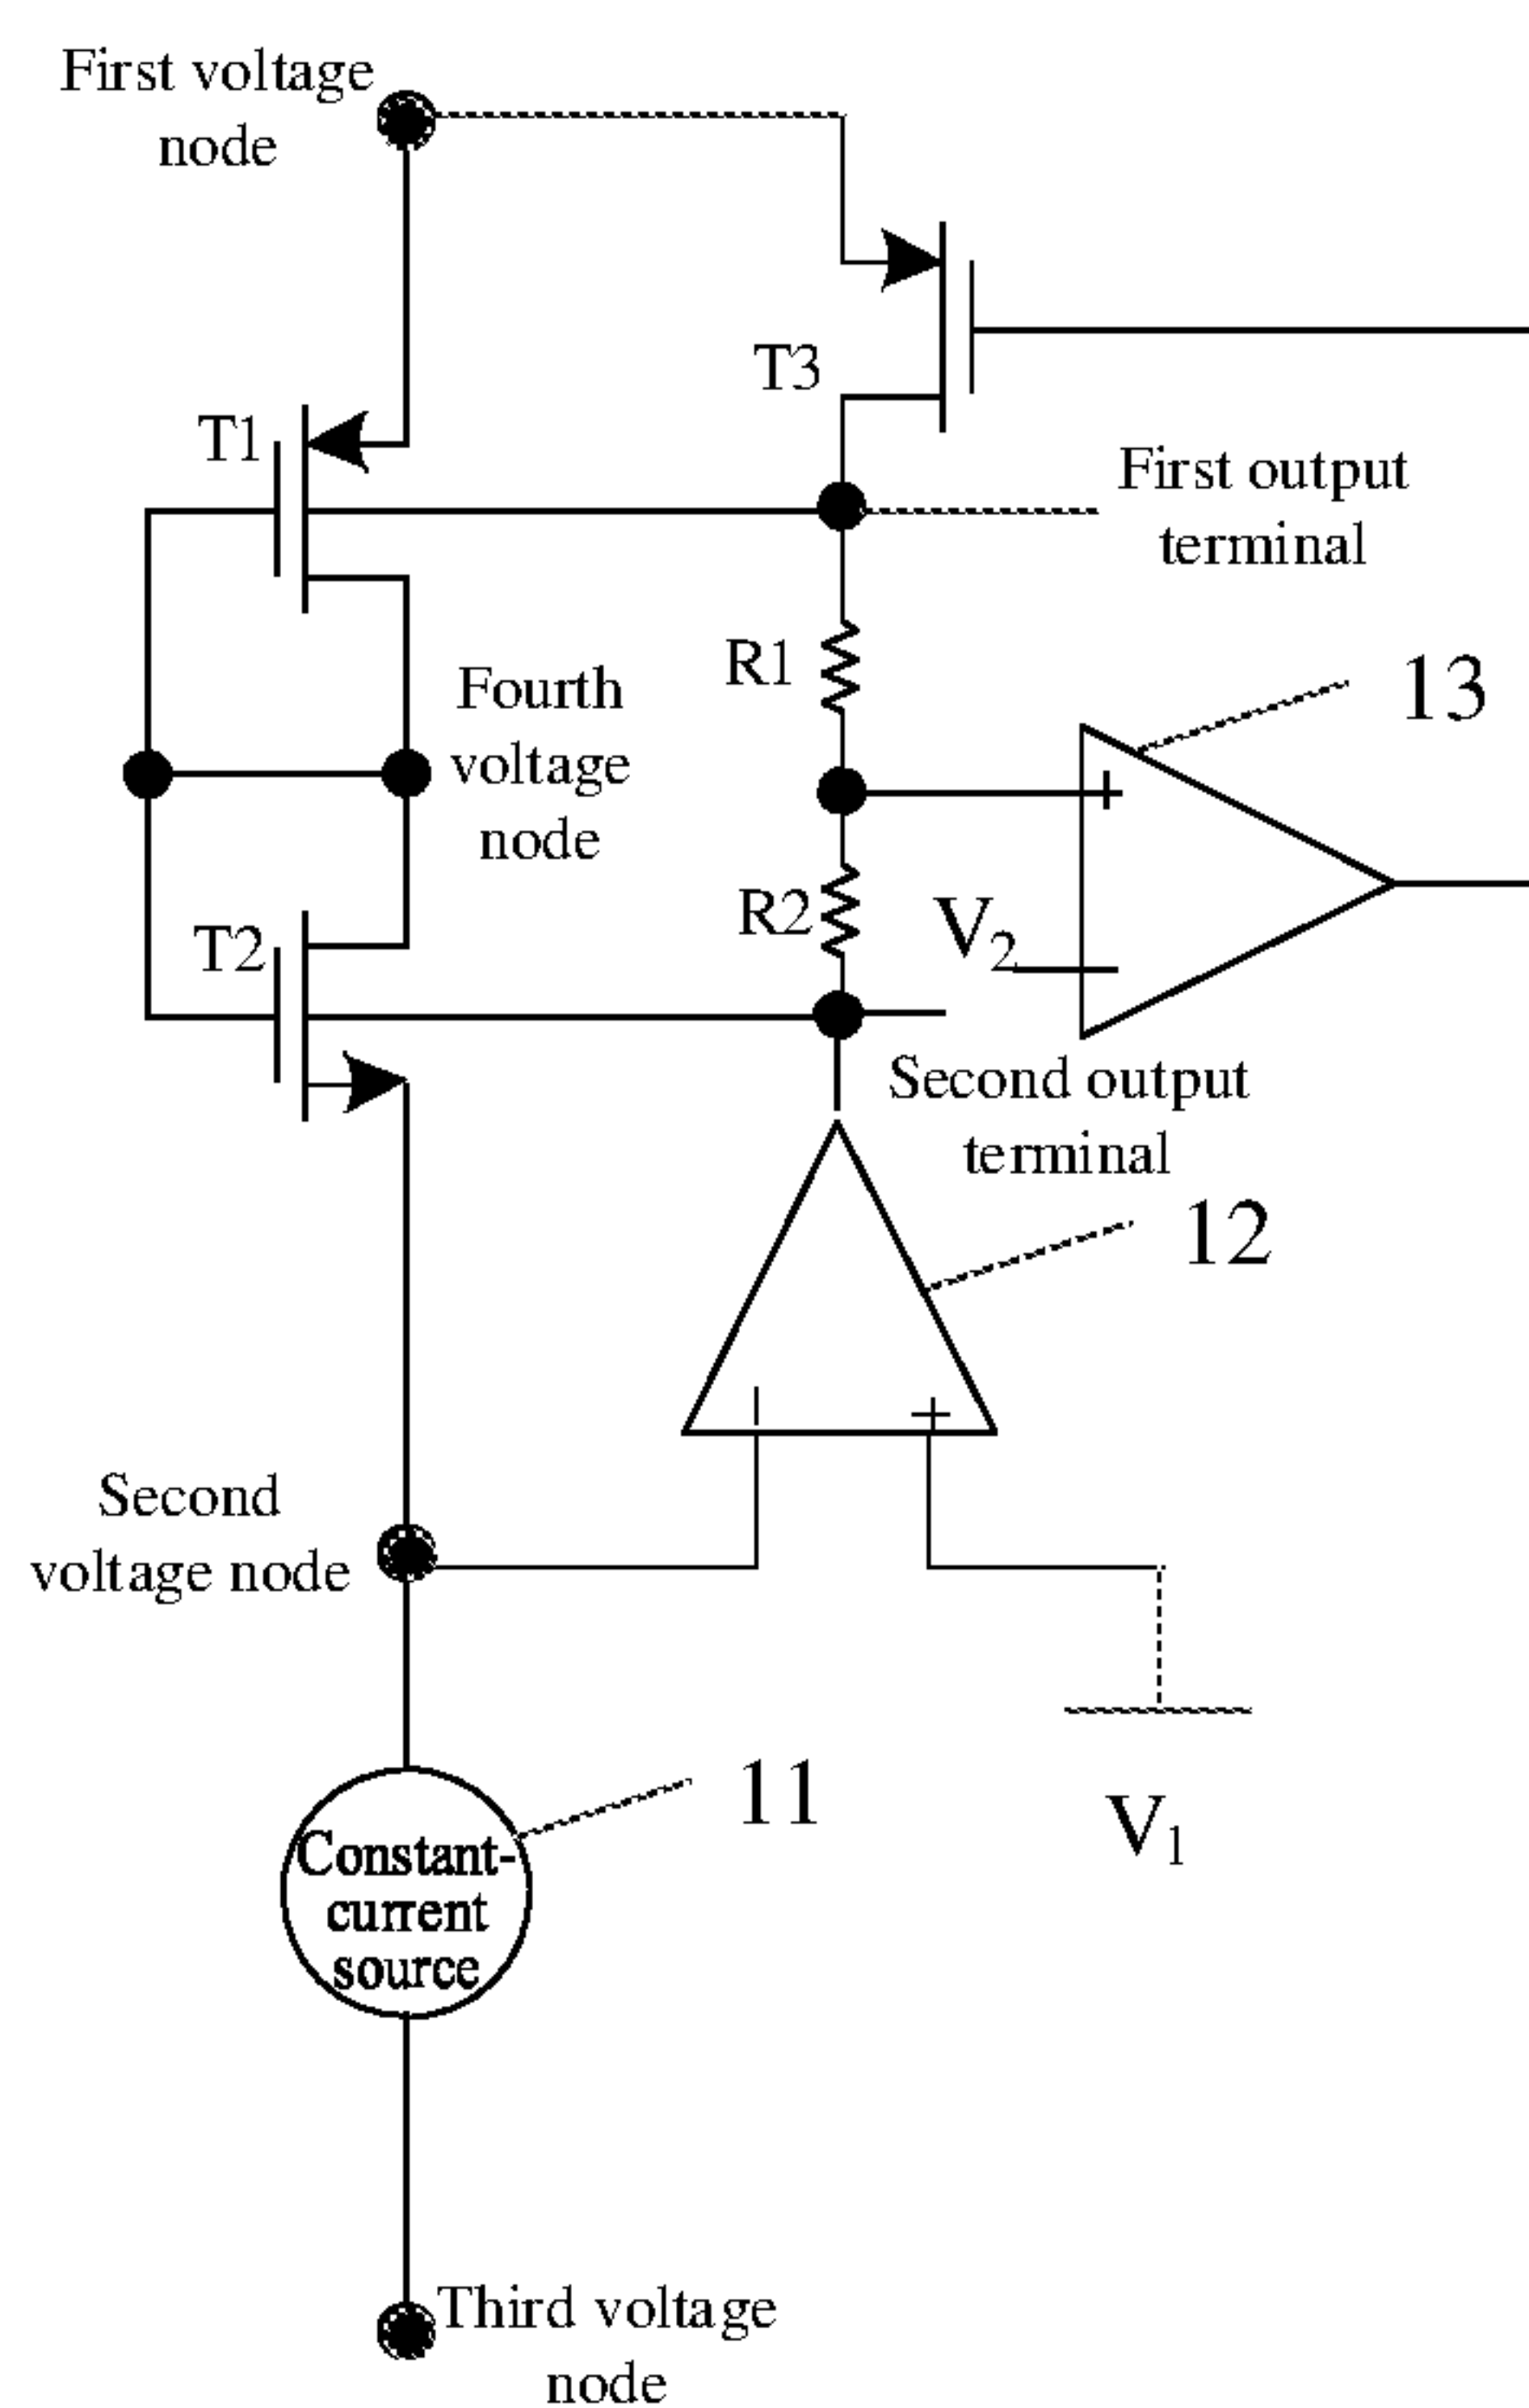 First voltage
node
T3
T1
First output
terminal
R1
Fourth
voltage
node
13
+
R2
V2
T2
Second output
terminal
12
+
Second
voltage node
11
V1
Constant-
current
source
Third voltage
node